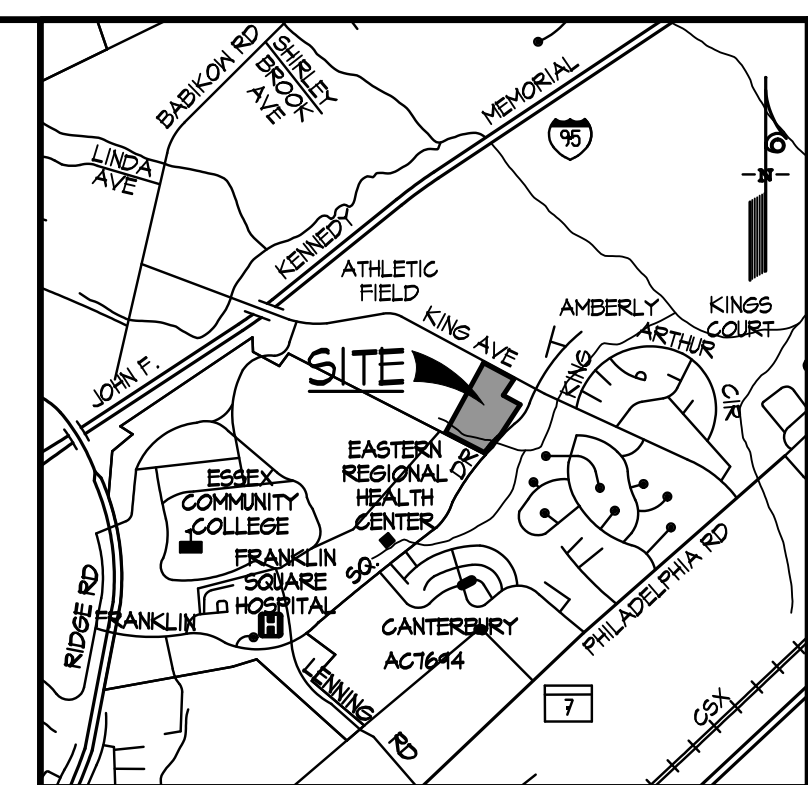 BABIKOW RD
SHIRLEY
BROOK
AVE
MEMORIAL
95
LINDA
AVE
N
KENNEDY
ATHLETIC
FIELD
KING AVE
AMBERLY
KINGS
COURT
ARTHUR
KING
CIR
JOHN F.
SITE
EASTERN
REGIONAL
HEALTH
CENTER
DR
SQ.
ESSEX
COMMUNITY
COLLEGE
FRANKLIN
SQUARE
HOSPITAL
H
RIDGE RD
FRANKLIN
CANTERBURY
AC7694
PHILADELPHIA RD
LENNING
RD
7
CSX